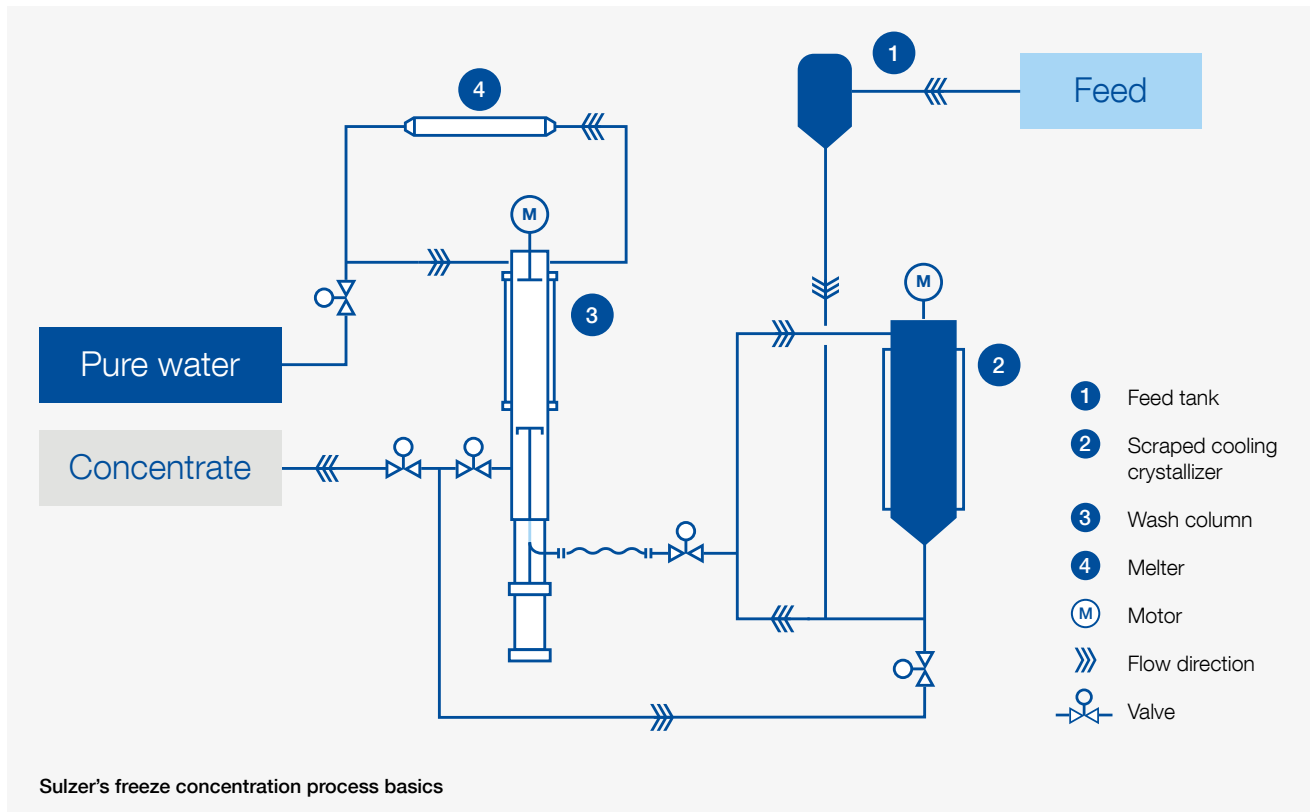 1
Feed
4
M
3
M
2
Pure water
Concentrate
1 Feed tank
2 Scraped cooling
crystallizer
3 Wash column
4 Melter
M Motor
Flow direction
Valve
Sulzer’s freeze concentration process basics